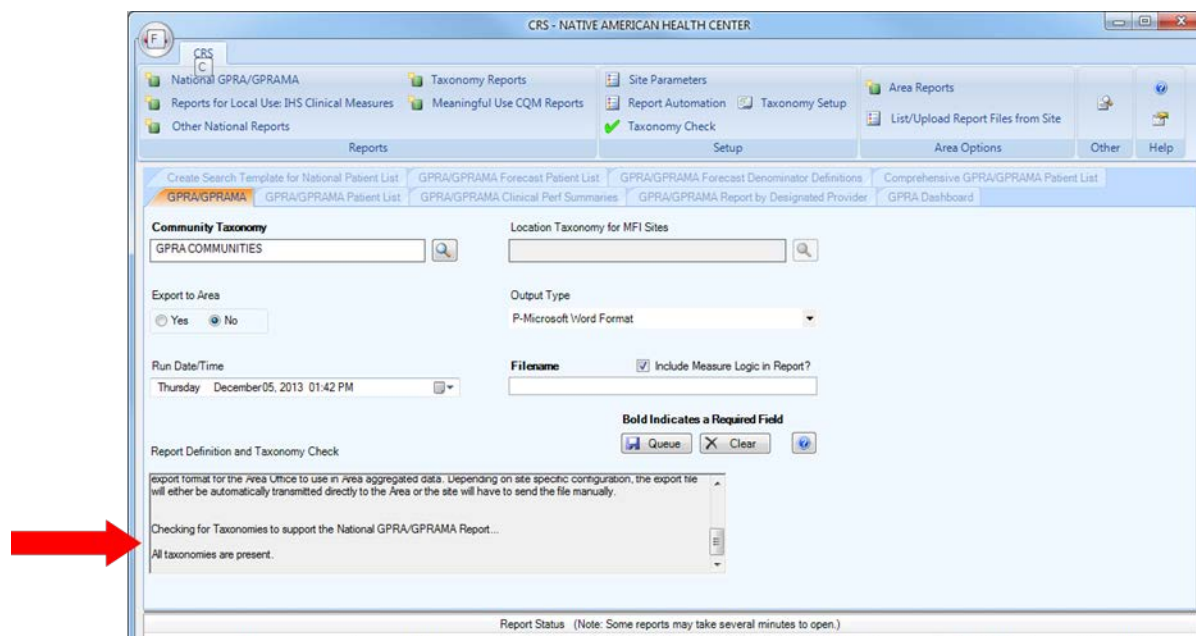 CRS - NATIVE AMERICAN HEALTH CENTER
F
CRS
C
National GPRA/GPRAMA
Taxonomy Reports
Site Parameters
Area Reports
Reports for Local Use: IHS Clinical Measures
Meaningful Use CQM Reports
Report Automation
Taxonomy Setup
List/Upload Report Files from Site
Other National Reports
Taxonomy Check
Reports
Setup
Area Options
Other
Help
Create Search Template for National Patient List
GPRA/GPRAMA Forecast Patient List
GPRA/GPRAMA Forecast Denominator Definitions
Comprehensive GPRA/GPRAMA Patient List
GPRA/GPRAMA
GPRA/GPRAMA Patient List
GPRA/GPRAMA Clinical Perf Summaries
GPRA/GPRAMA Report by Designated Provider
GPRA Dashboard
Community Taxonomy
Location Taxonomy for MFI Sites
GPRA COMMUNITIES
Export to Area
Output Type
Yes
No
P-Microsoft Word Format
Run Date/Time
Filename
Include Measure Logic in Report?
Thursday December 05, 2013 01:42 PM
Bold Indicates a Required Field
Queue
Clear
Report Definition and Taxonomy Check
export format for the Area Office to use in Area aggregated data. Depending on site specific configuration, the export file
will either be automatically transmitted directly to the Area or the site will have to send the file manually.
Checking for Taxonomies to support the National GPRA/GPRAMA Report...
All taxonomies are present.
Report Status (Note: Some reports may take several minutes to open.)